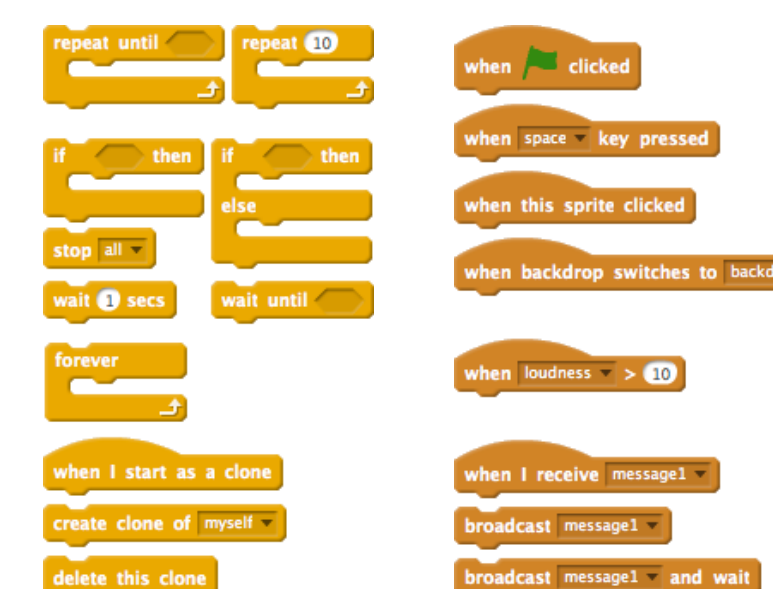 repeat until
repeat 10
if then
if then
else
stop all
wait 1 secs
wait until
forever
when I start as a clone
create clone of myself
delete this clone
when clicked
when space key pressed
when this sprite clicked
when backdrop switches to backd
when loudness > 10
when I receive message1
broadcast message1
broadcast message1 and wait